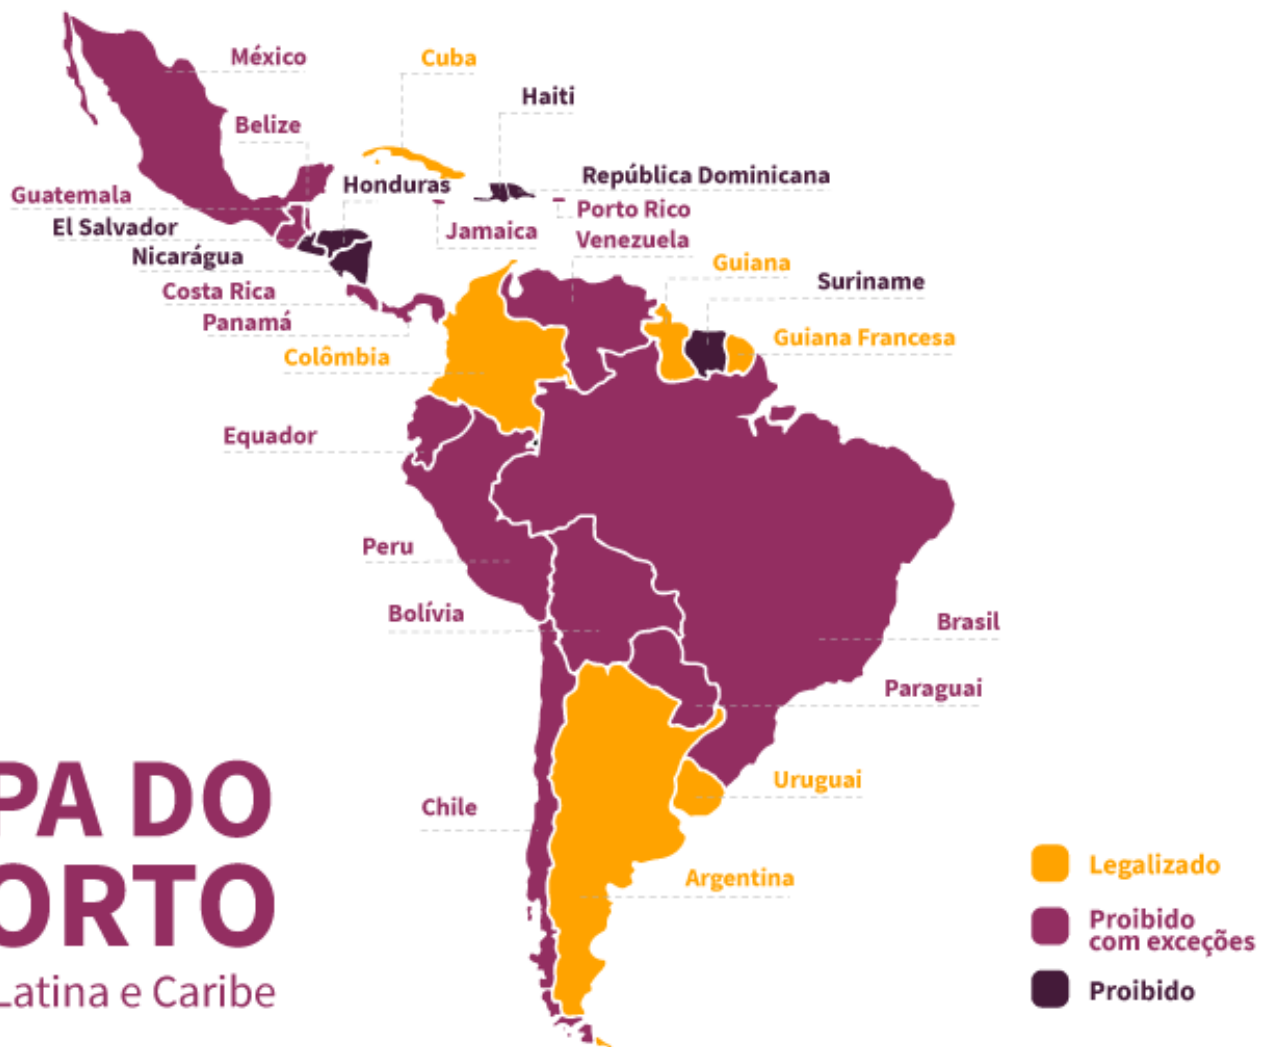 México
Cuba
Haiti
Belize
República Dominicana
Honduras
Guatemala
Porto Rico
El Salvador
Jamaica
Venezuela
Nicarágua
Guiana
Suriname
Costa Rica
Panamá
Guiana Francesa
Colômbia
Equador
Peru
Bolívia
Brasil
Paraguai
Uruguai
Chile
Argentina
PA DO
ORTO
Latina e Caribe
Legalizado
Proibido
com exceções
Proibido